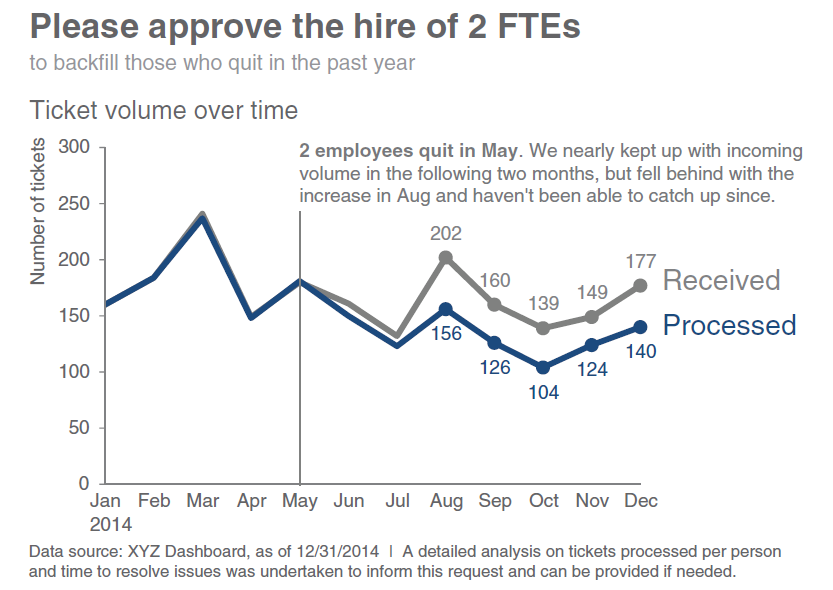 Please approve the hire of 2 FTEs
to backfill those who quit in the past year
Ticket volume over time
Number of tickets
300
250
200
150
100
50
0
2 employees quit in May. We nearly kept up with incoming
volume in the following two months, but fell behind with the
increase in Aug and haven't been able to catch up since.
202
160
139
149
177
Received
156
126
104
124
140
Processed
Jan Feb Mar Apr May Jun Jul Aug Sep Oct Nov Dec
2014
Data source: XYZ Dashboard, as of 12/31/2014 | A detailed analysis on tickets processed per person
and time to resolve issues was undertaken to inform this request and can be provided if needed.